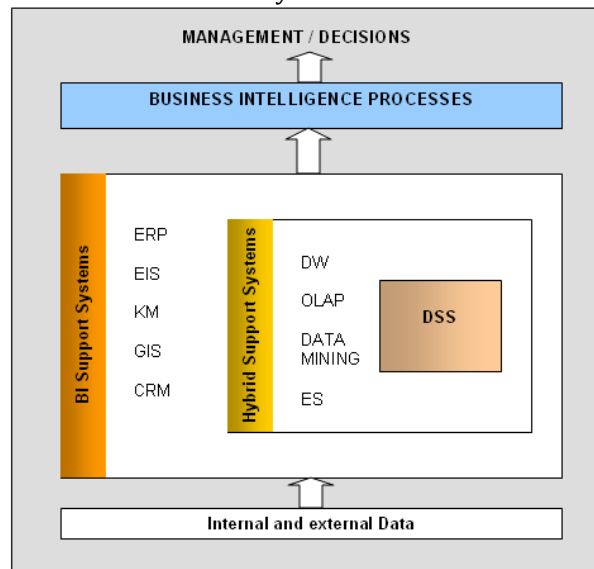 MANAGEMENT / DECISIONS
BUSINESS INTELLIGENCE PROCESSES
BI Support Systems
ERP
EIS
KM
GIS
CRM
Hybrid Support Systems
DW
OLAP
DATA
MINING
ES
DSS
Internal and external Data